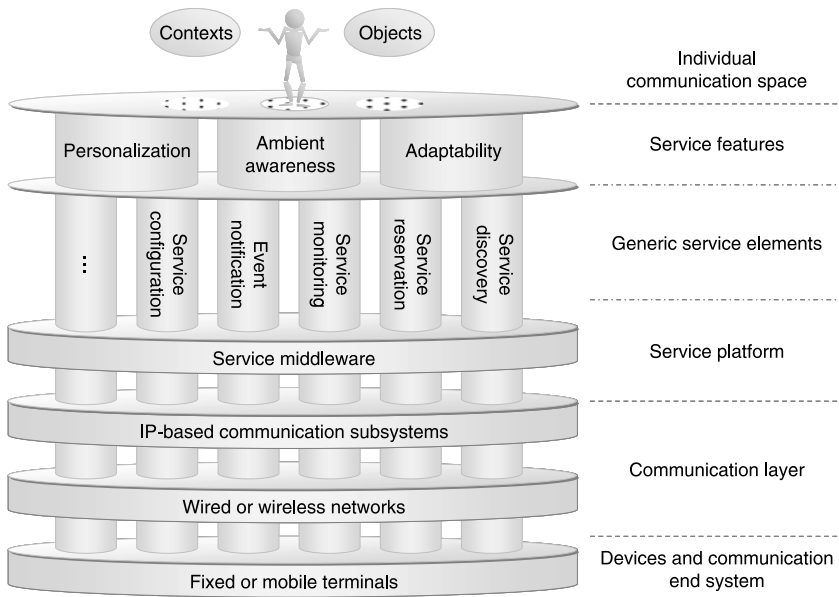 Contexts
Objects
Individual
communication space
Personalization
Ambient
awareness
Adaptability
Service features
...
Service
configuration
Event
notification
Service
monitoring
Service
reservation
Service
discovery
Generic service elements
Service middleware
Service platform
IP-based communication subsystems
Communication layer
Wired or wireless networks
Fixed or mobile terminals
Devices and communication
end system